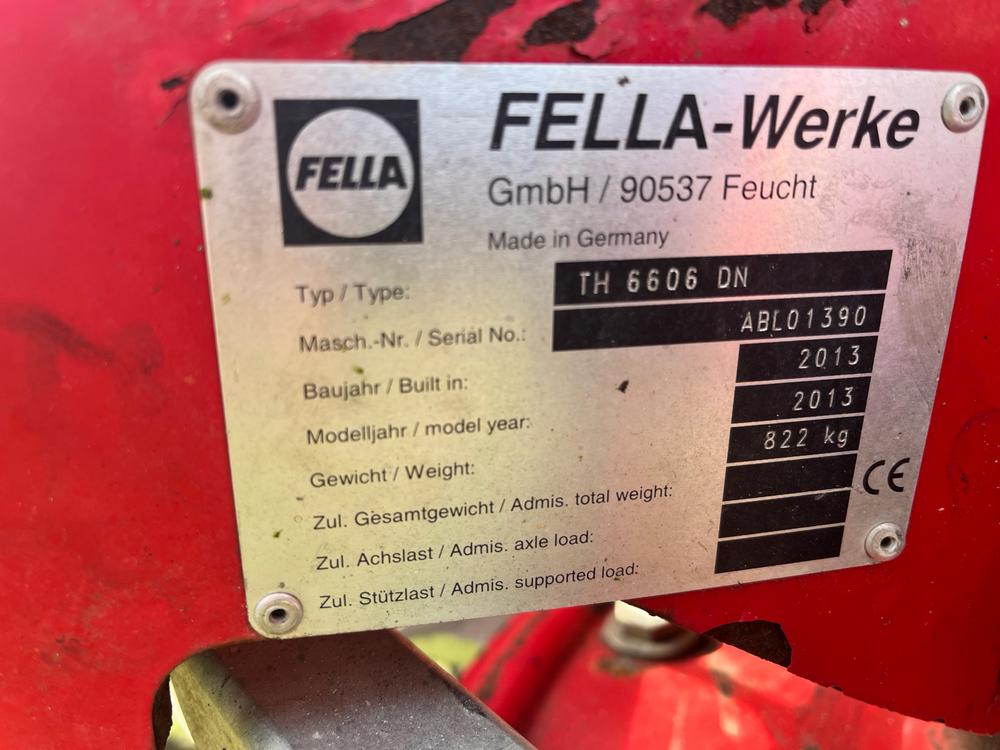 FELLA
FELLA-Werke
GmbH / 90537 Feucht
Made in Germany
Typ / Type: TH 6606 DN
Masch.-Nr. / Serial No.: ABL01390
Baujahr / Built in: 2013
Modelljahr / model year: 2013
Gewicht / Weight: 822 kg
Zul. Gesamtgewicht / Admis. total weight:
Zul. Achslast / Admis. axle load:
Zul. Stützlast / Admis. supported load:
CE